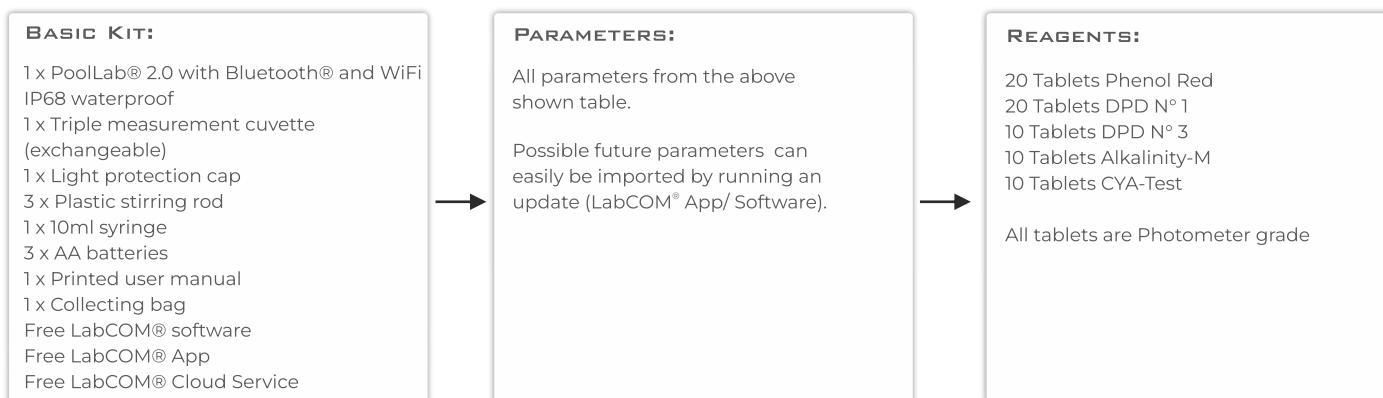 BASIC KIT:
1 x PoolLab® 2.0 with Bluetooth® and WiFi
IP68 waterproof
1 x Triple measurement cuvette
(exchangeable)
1 x Light protection cap
3 x Plastic stirring rod
1 x 10ml syringe
3 x AA batteries
1 x Printed user manual
1 x Collecting bag
Free LabCOM® software
Free LabCOM® App
Free LabCOM® Cloud Service
PARAMETERS:
All parameters from the above
shown table.
Possible future parameters can
easily be imported by running an
update (LabCOM® App/ Software).
REAGENTS:
20 Tablets Phenol Red
20 Tablets DPD N° 1
10 Tablets DPD N° 3
10 Tablets Alkalinity-M
10 Tablets CYA-Test
All tablets are Photometer grade